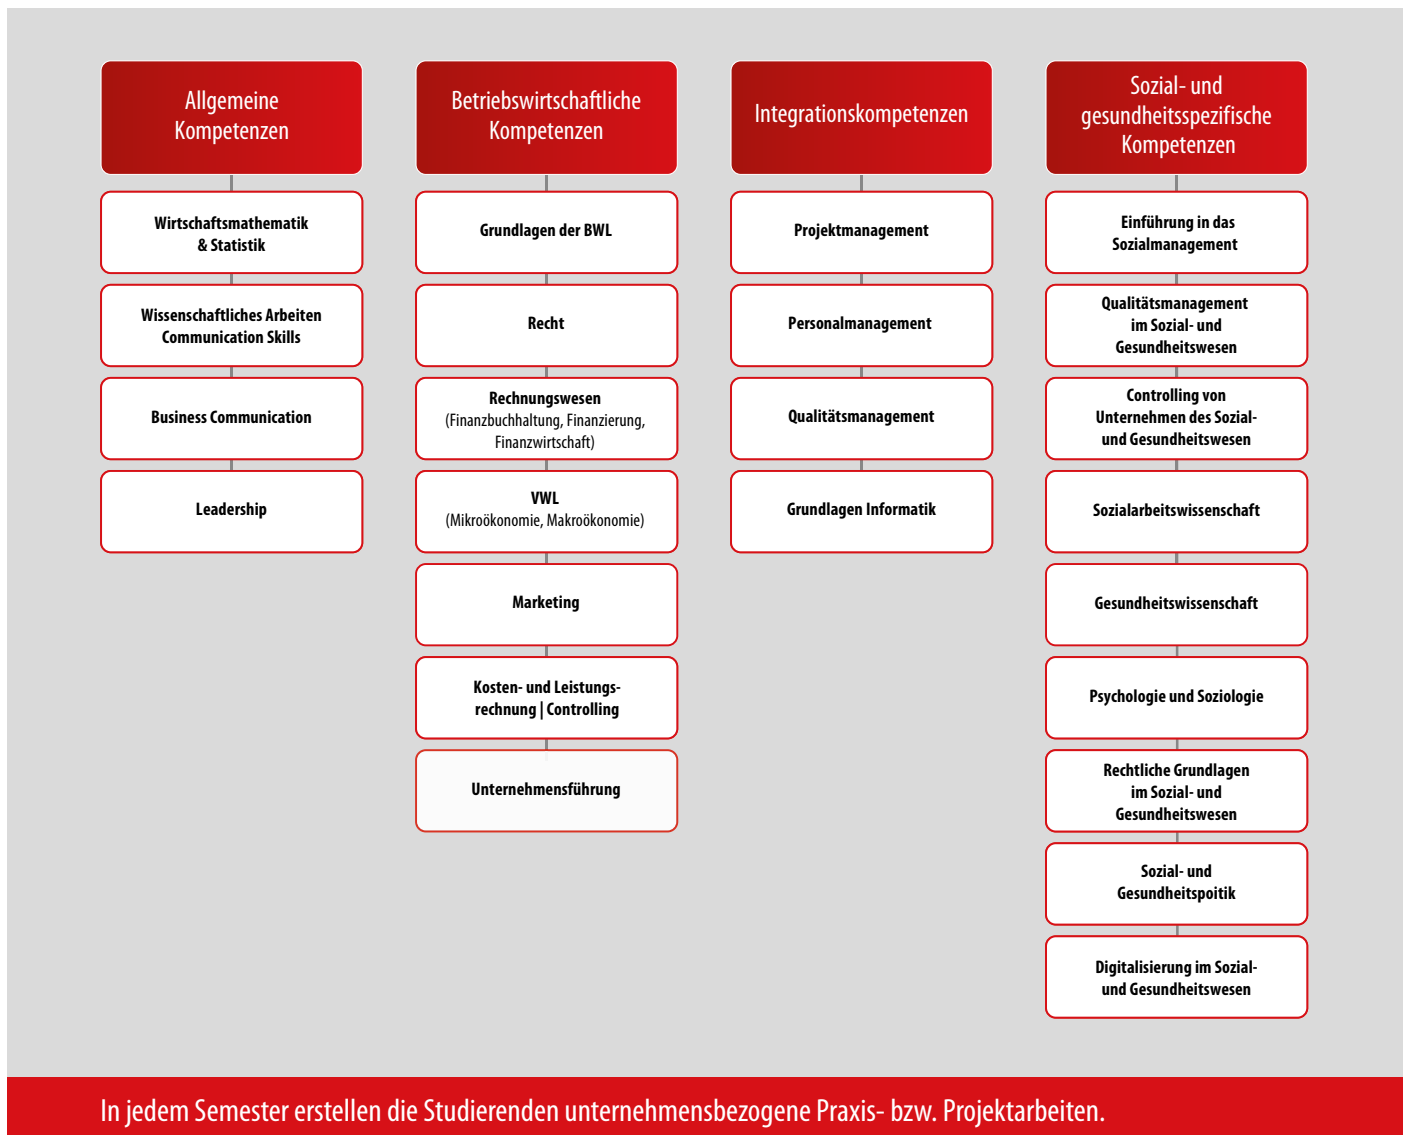 Allgemeine
Kompetenzen
Wirtschaftsmathematik
& Statistik
Wissenschaftliches Arbeiten
Communication Skills
Business Communication
Leadership
Betriebswirtschaftliche
Kompetenzen
Grundlagen der BWL
Recht
Rechnungswesen
(Finanzbuchhaltung, Finanzierung,
Finanzwirtschaft)
VWL
(Mikroökonomie, Makroökonomie)
Marketing
Kosten- und Leistungs-
rechnung | Controlling
Unternehmensführung
Integrationskompetenzen
Projektmanagement
Personalmanagement
Qualitätsmanagement
Grundlagen Informatik
Sozial- und
gesundheitsspezifische
Kompetenzen
Einführung in das
Sozialmanagement
Qualitätsmanagement
im Sozial- und
Gesundheitswesen
Controlling von
Unternehmen des Sozial-
und Gesundheitswesen
Sozialarbeitswissenschaft
Gesundheitswissenschaft
Psychologie und Soziologie
Rechtliche Grundlagen
im Sozial- und
Gesundheitswesen
Sozial- und
Gesundheitspoitik
Digitalisierung im Sozial-
und Gesundheitswesen
In jedem Semester erstellen die Studierenden unternehmensbezogene Praxis- bzw. Projektarbeiten.